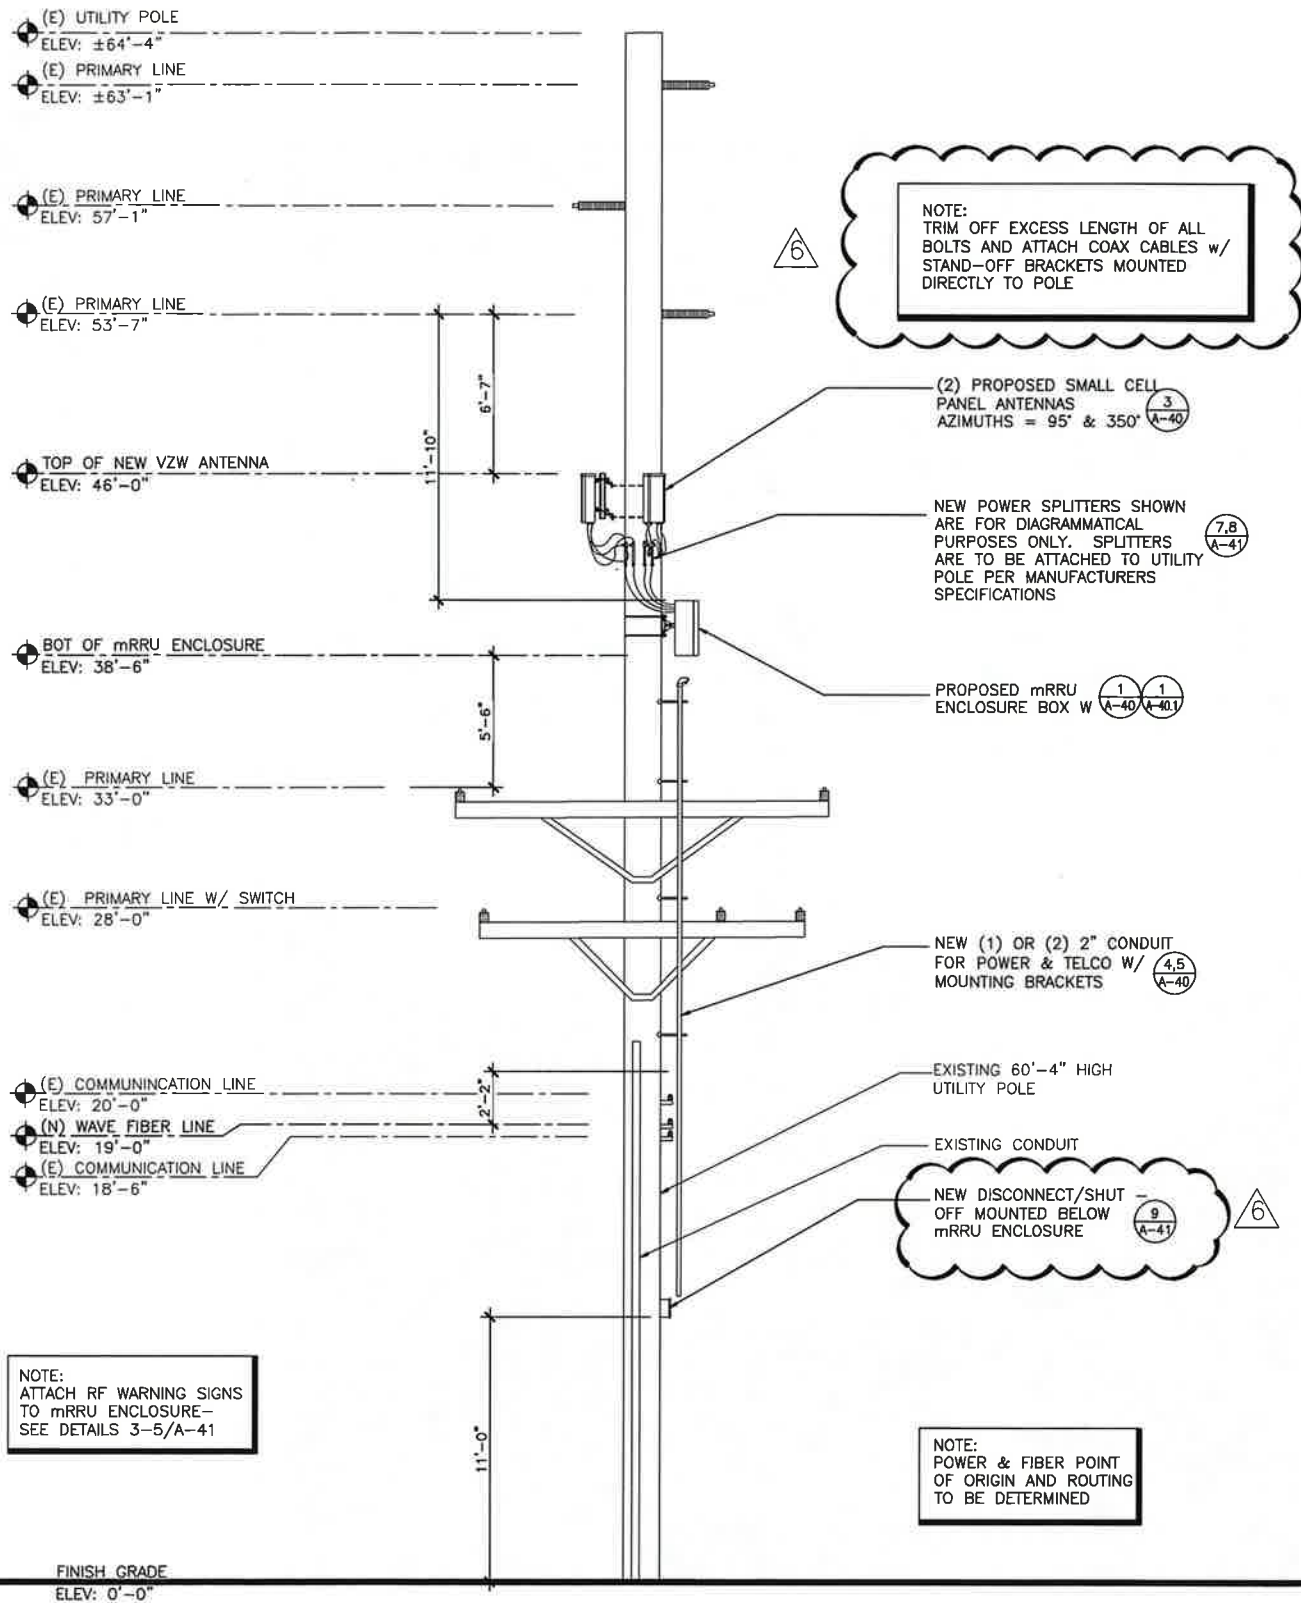 (E) UTILITY POLE
ELEV: ±64'-4"
(E) PRIMARY LINE
ELEV: ±63'-1"
(E) PRIMARY LINE
ELEV: 57'-1"
(E) PRIMARY LINE
ELEV: 53'-7"
TOP OF NEW VZW ANTENNA
ELEV: 46'-0"
BOT OF mRRU ENCLOSURE
ELEV: 38'-6"
(E) PRIMARY LINE
ELEV: 33'-0"
(E) PRIMARY LINE W/ SWITCH
ELEV: 28'-0"
(E) COMMUNINCATION LINE
ELEV: 20'-0"
(N) WAVE FIBER LINE
ELEV: 19'-0"
(E) COMMUNICATION LINE
ELEV: 18'-6"
NOTE:
ATTACH RF WARNING SIGNS
TO mRRU ENCLOSURE-
SEE DETAILS 3-5/A-41
FINISH GRADE
ELEV: 0'-0"
6'-7"
11'-10"
5'-6"
2'-2"
11'-0"
6
NOTE:
TRIM OFF EXCESS LENGTH OF ALL
BOLTS AND ATTACH COAX CABLES w/
STAND-OFF BRACKETS MOUNTED
DIRECTLY TO POLE
(2) PROPOSED SMALL CELL
PANEL ANTENNAS
AZIMUTHS = 95° & 350°
3
A-40
NEW POWER SPLITTERS SHOWN
ARE FOR DIAGRAMMATICAL
PURPOSES ONLY. SPLITTERS
ARE TO BE ATTACHED TO UTILITY
POLE PER MANUFACTURERS
SPECIFICATIONS
7,8
A-41
PROPOSED mRRU
ENCLOSURE BOX W
1
A-40
1
A-40.1
NEW (1) OR (2) 2" CONDUIT
FOR POWER & TELCO W/
MOUNTING BRACKETS
4,5
A-40
EXISTING 60'-4" HIGH
UTILITY POLE
EXISTING CONDUIT
NEW DISCONNECT/SHUT -
OFF MOUNTED BELOW
mRRU ENCLOSURE
9
A-41
6
NOTE:
POWER & FIBER POINT
OF ORIGIN AND ROUTING
TO BE DETERMINED